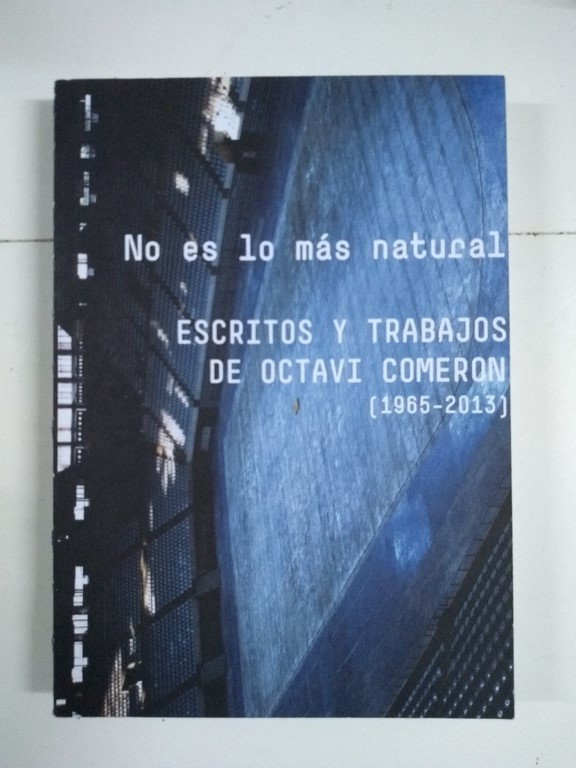 No es lo más natural
ESCRITOS Y TRABAJOS
DE OCTAVI COMERON
(1965-2013)